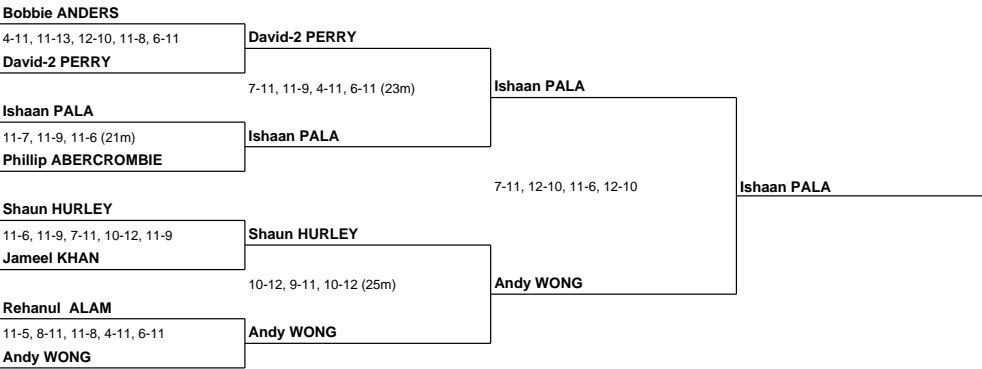 Bobbie ANDERS
4-11, 11-13, 12-10, 11-8, 6-11
David-2 PERRY
David-2 PERRY
7-11, 11-9, 4-11, 6-11 (23m)
Ishaan PALA
Ishaan PALA
11-7, 11-9, 11-6 (21m)
Ishaan PALA
Phillip ABERCROMBIE
7-11, 12-10, 11-6, 12-10
Ishaan PALA
Shaun HURLEY
11-6, 11-9, 7-11, 10-12, 11-9
Shaun HURLEY
Jameel KHAN
10-12, 9-11, 10-12 (25m)
Andy WONG
Rehanul ALAM
11-5, 8-11, 11-8, 4-11, 6-11
Andy WONG
Andy WONG